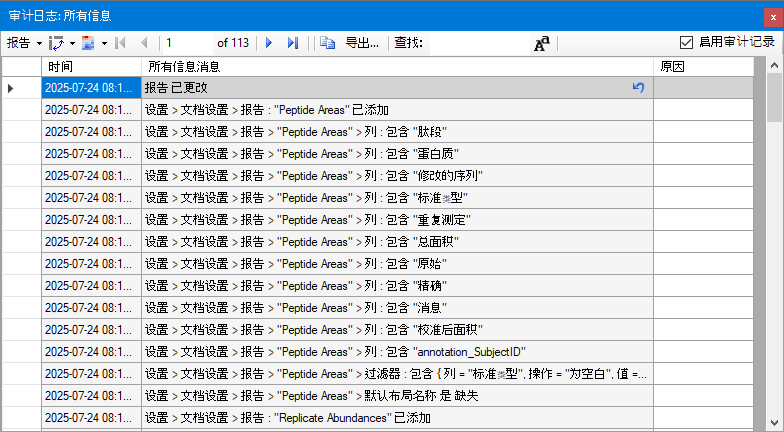 审计日志: 所有信息
报告 1 of 113 导出... 查找: 启用审计记录
时间 所有信息消息 原因
2025-07-24 08:1... 报告 已更改
2025-07-24 08:1... 设置 > 文档设置 > 报告 : "Peptide Areas" 已添加
2025-07-24 08:1... 设置 > 文档设置 > 报告 > "Peptide Areas" > 列 : 包含 "肽段"
2025-07-24 08:1... 设置 > 文档设置 > 报告 > "Peptide Areas" > 列 : 包含 "蛋白质"
2025-07-24 08:1... 设置 > 文档设置 > 报告 > "Peptide Areas" > 列 : 包含 "修改的序列"
2025-07-24 08:1... 设置 > 文档设置 > 报告 > "Peptide Areas" > 列 : 包含 "标准类型"
2025-07-24 08:1... 设置 > 文档设置 > 报告 > "Peptide Areas" > 列 : 包含 "重复测定"
2025-07-24 08:1... 设置 > 文档设置 > 报告 > "Peptide Areas" > 列 : 包含 "总面积"
2025-07-24 08:1... 设置 > 文档设置 > 报告 > "Peptide Areas" > 列 : 包含 "原始"
2025-07-24 08:1... 设置 > 文档设置 > 报告 > "Peptide Areas" > 列 : 包含 "精确"
2025-07-24 08:1... 设置 > 文档设置 > 报告 > "Peptide Areas" > 列 : 包含 "消息"
2025-07-24 08:1... 设置 > 文档设置 > 报告 > "Peptide Areas" > 列 : 包含 "校准后面积"
2025-07-24 08:1... 设置 > 文档设置 > 报告 > "Peptide Areas" > 列 : 包含 "annotation_SubjectID"
2025-07-24 08:1... 设置 > 文档设置 > 报告 > "Peptide Areas" > 过滤器 : 包含 { 列 = "标准类型", 操作 = "为空白", 值 =...
2025-07-24 08:1... 设置 > 文档设置 > 报告 > "Peptide Areas" > 默认布局名称 是 缺失
2025-07-24 08:1... 设置 > 文档设置 > 报告 : "Replicate Abundances" 已添加